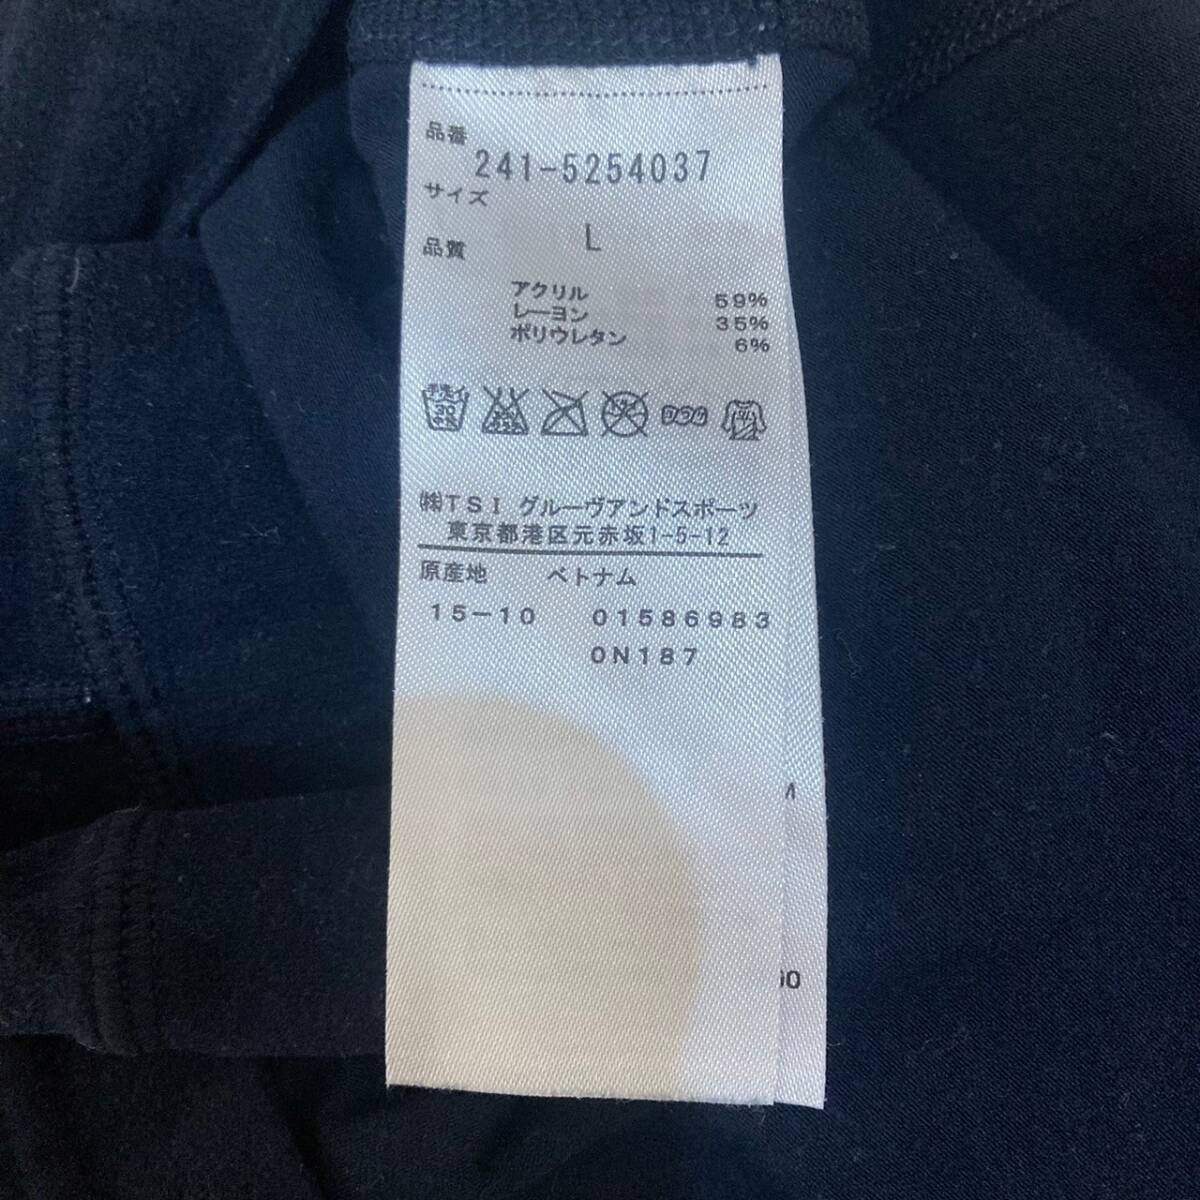 品番
241-5254037
サイズ
L
品質
アクリル 59%
レーヨン 35%
ポリウレタン 6%
㈱TSI グルーヴアンドスポーツ
東京都港区元赤坂1-5-12
原産地 ベトナム
15-10 01586983
0N187